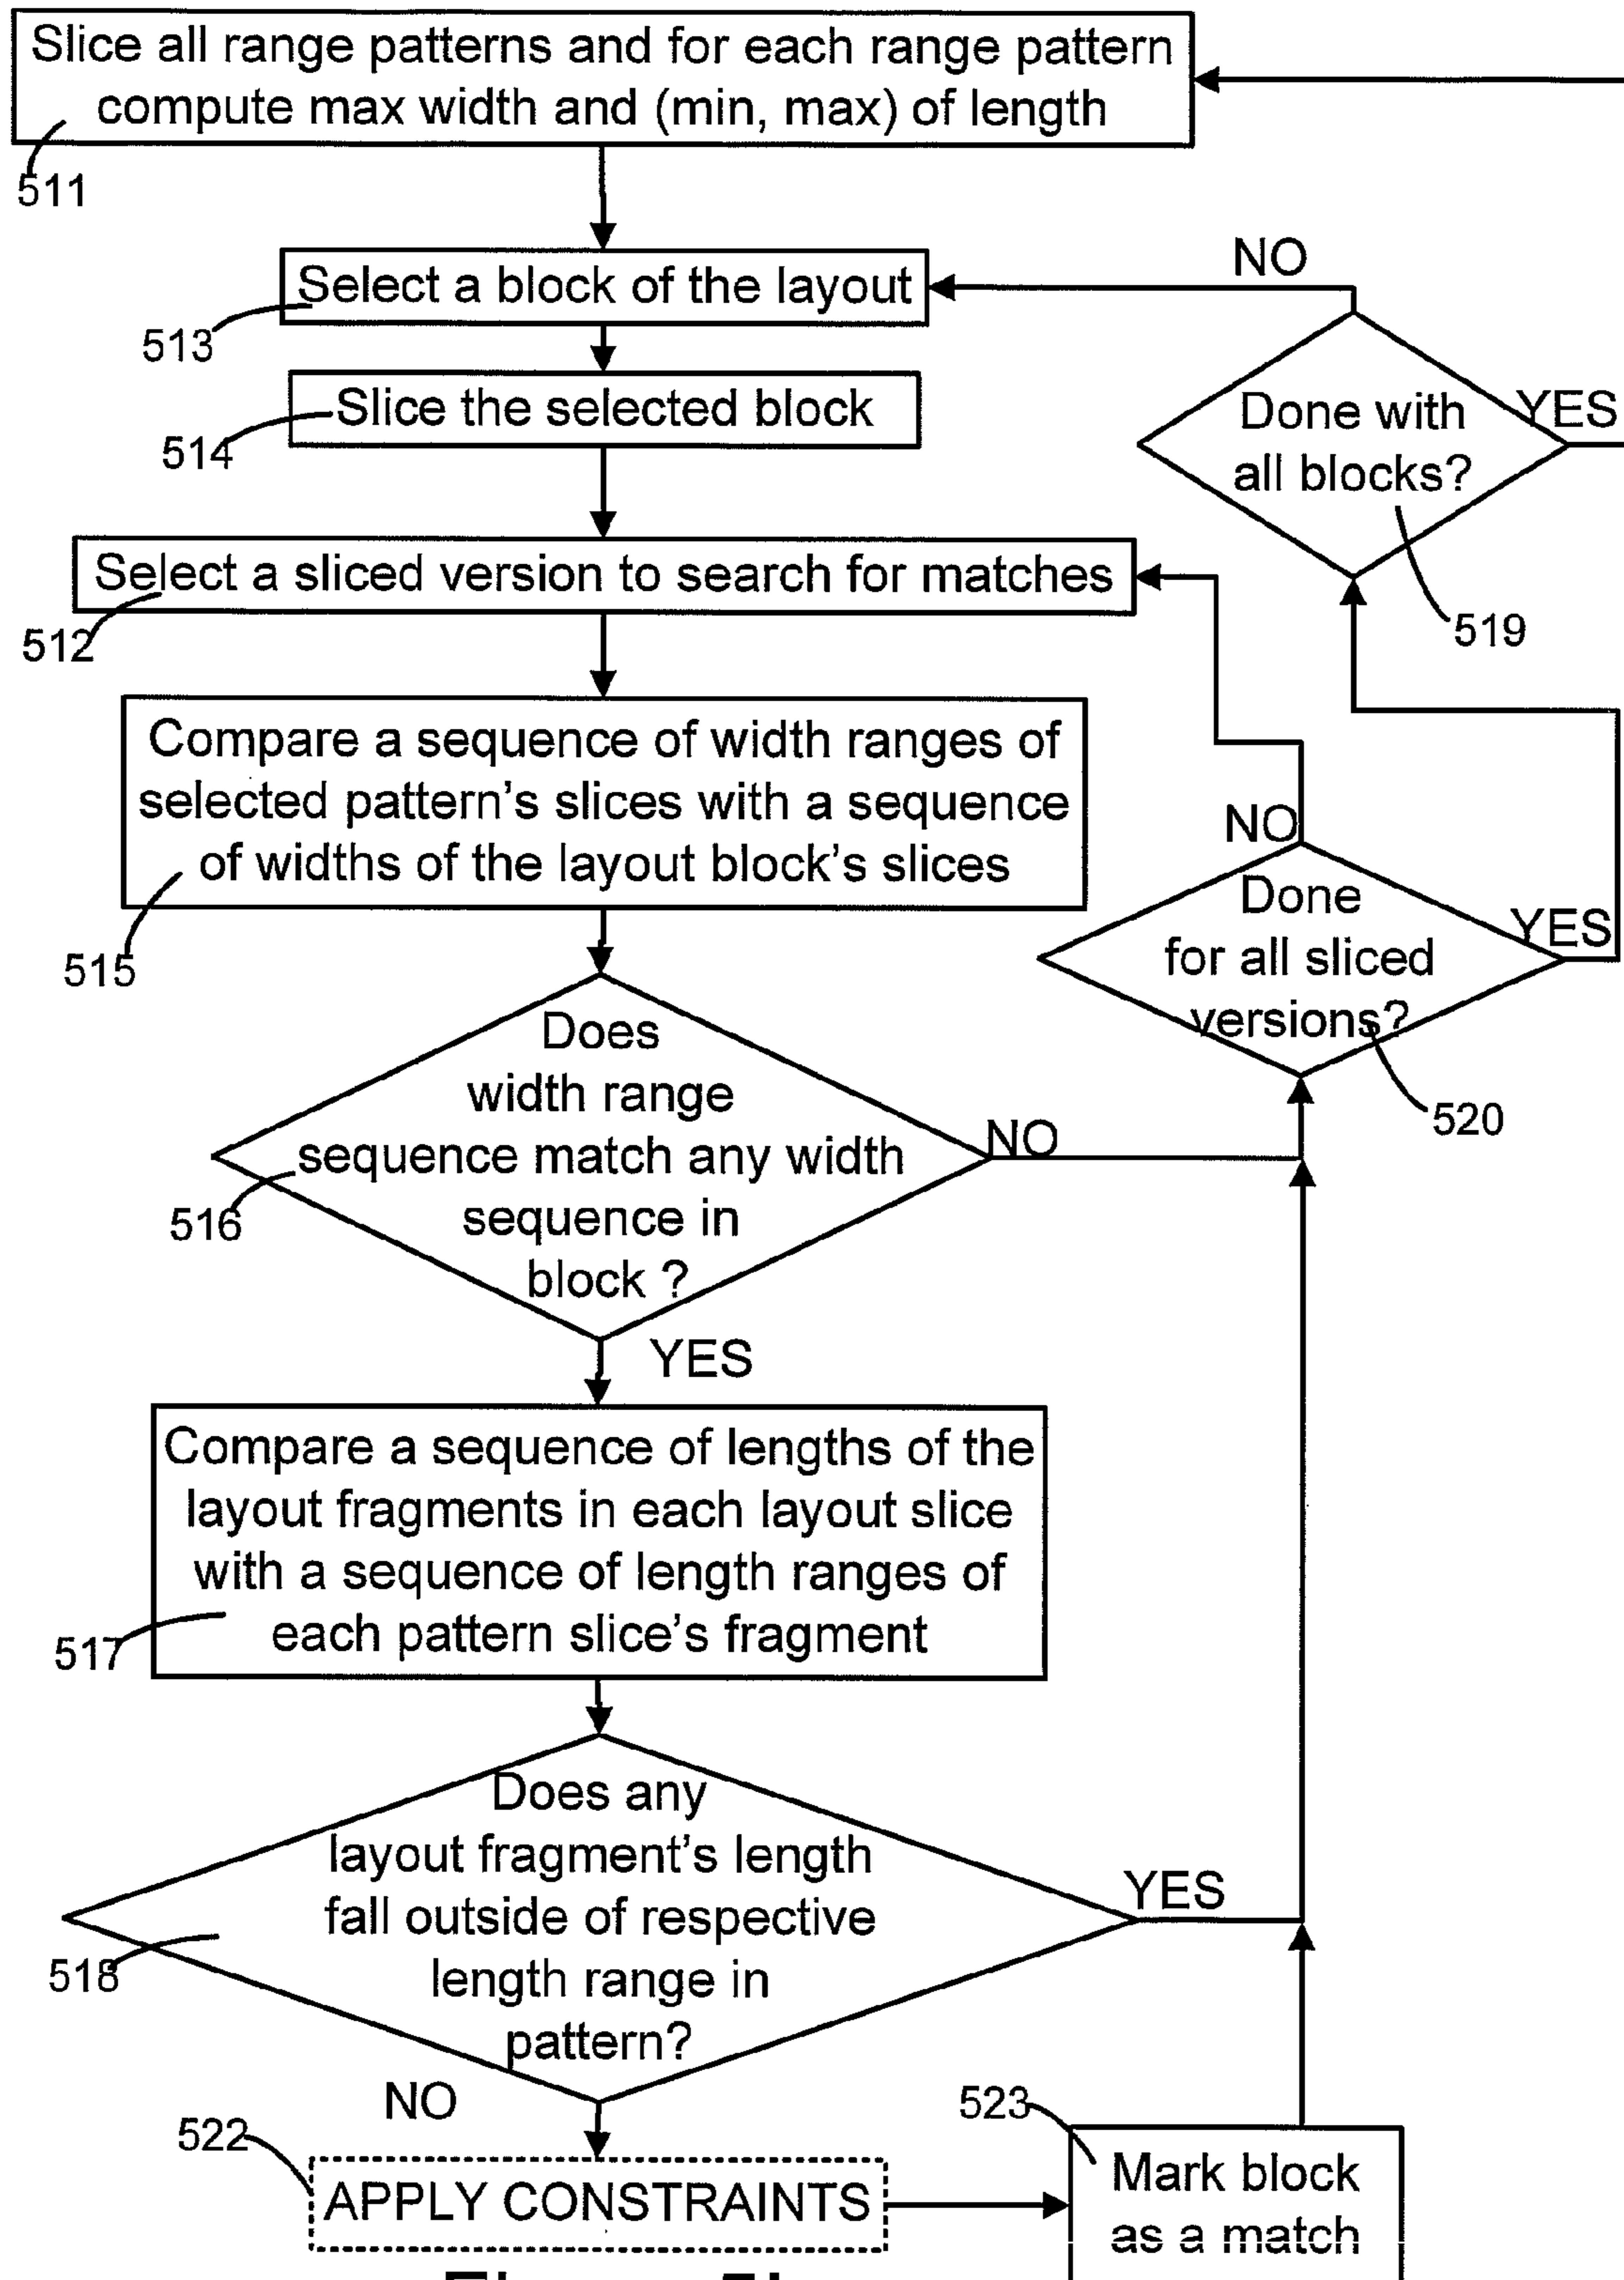 Slice all range patterns and for each range pattern
compute max width and (min, max) of length
511
Select a block of the layout
513
NO
Slice the selected block
514
Done with
all blocks?
YES
519
Select a sliced version to search for matches
512
Compare a sequence of width ranges of
selected pattern's slices with a sequence
of widths of the layout block's slices
515
NO
Done
for all sliced
versions?
YES
520
Does
width range
sequence match any width
sequence in
block ?
516
NO
YES
Compare a sequence of lengths of the
layout fragments in each layout slice
with a sequence of length ranges of
each pattern slice's fragment
517
Does any
layout fragment's length
fall outside of respective
length range in
pattern?
518
YES
NO
522
APPLY CONSTRAINTS
523
Mark block
as a match